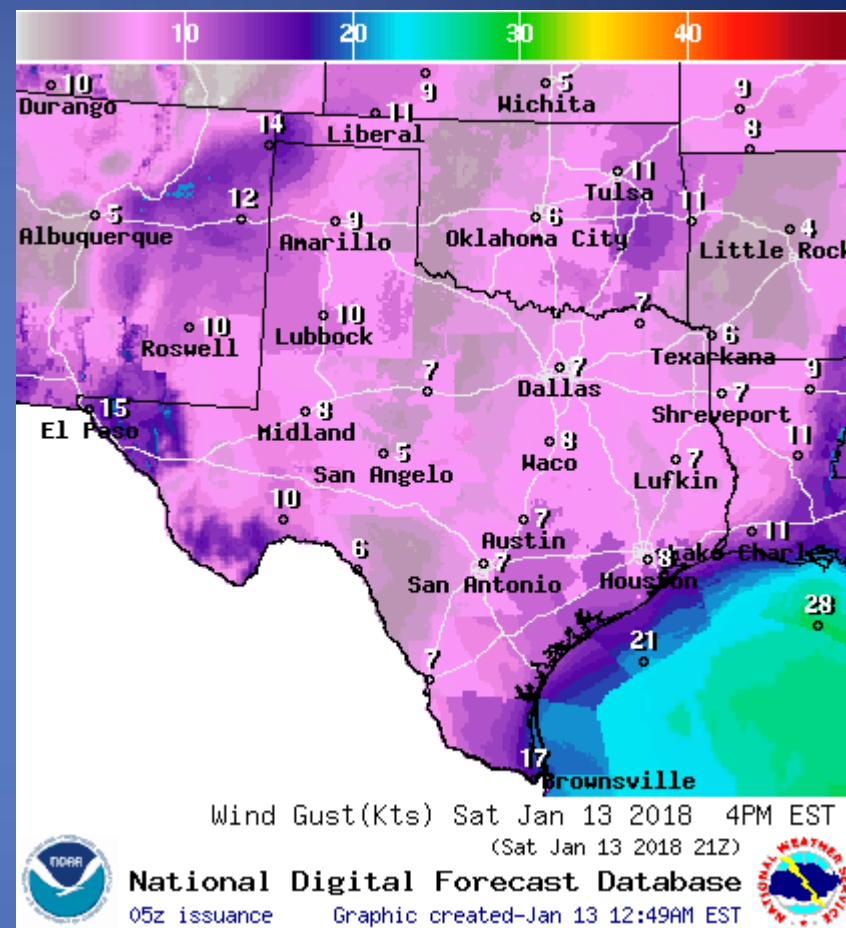 10 20 30 40
10
Durango
9
5
Wichita
9
11
Liberal
8
14
11
Tulsa
5
Albuquerque
12
9
Amarillo
6
Oklahoma City
11
4
Little Rock
10
Roswell
10
Lubbock
7
6
Texarkana
7
Dallas
7
7
Shreveport
9
15
El Paso
8
Midland
5
San Angelo
8
Waco
7
Lufkin
11
10
7
Austin
11
6
7
San Antonio
8
Houston
28
21
7
17
Brownsville
Wind Gust(Kts) Sat Jan 13 2018 4PM EST
(Sat Jan 13 2018 21Z)
National Digital Forecast Database
05z issuance Graphic created-Jan 13 12:49AM EST
NOAA
NATIONAL WEATHER